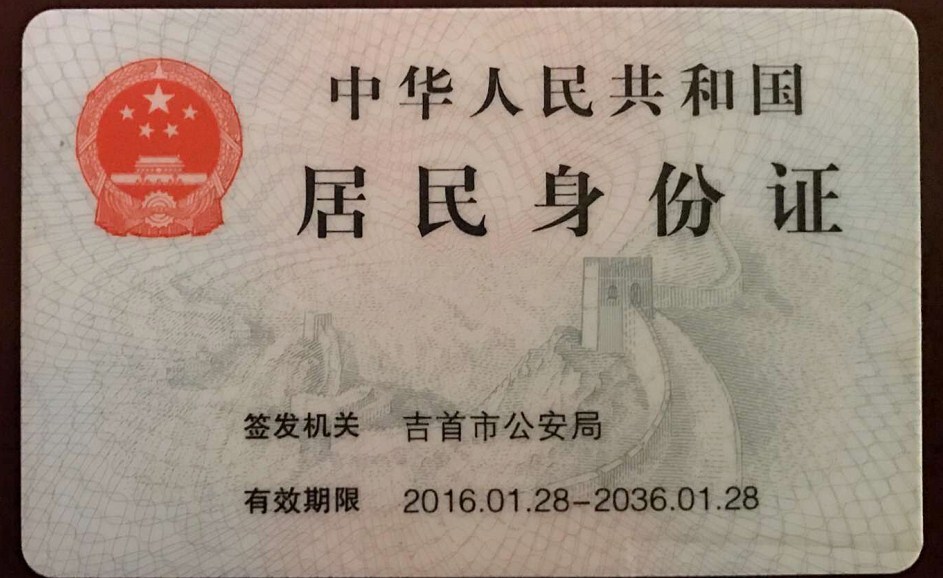 中华人民共和国
居民身份证
签发机关 吉首市公安局
有效期限 2016.01.28-2036.01.28